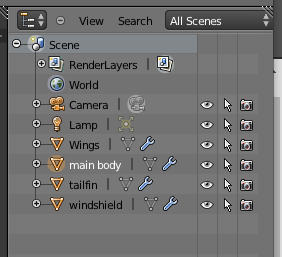 View Search All Scenes
Scene
RenderLayers
World
Camera
Lamp
Wings
main body
tailfin
windshield